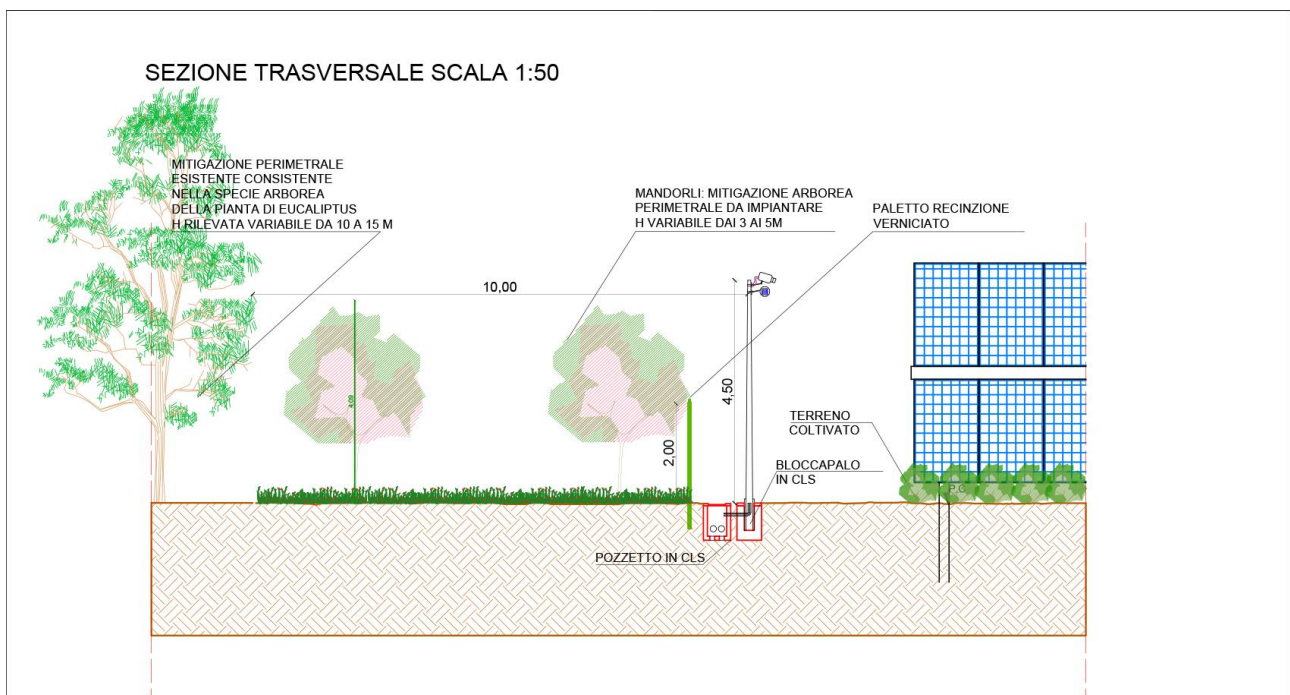 SEZIONE TRASVERSALE SCALA 1:50
MITIGAZIONE PERIMETRALE
ESISTENTE CONSISTENTE
NELLA SPECIE ARBOREA
DELLA PIANTA DI EUCALIPTUS
H RILEVATA VARIABILE DA 10 A 15 M
MANDORLI: MITIGAZIONE ARBOREA
PERIMETRALE DA IMPIANTARE
H VARIABILE DAI 3 AI 5M
PALETTO RECINZIONE
VERNICIATO
10,00
4,50
4,00
2,00
TERRENO
COLTIVATO
BLOCCAPALO
IN CLS
POZZETTO IN CLS